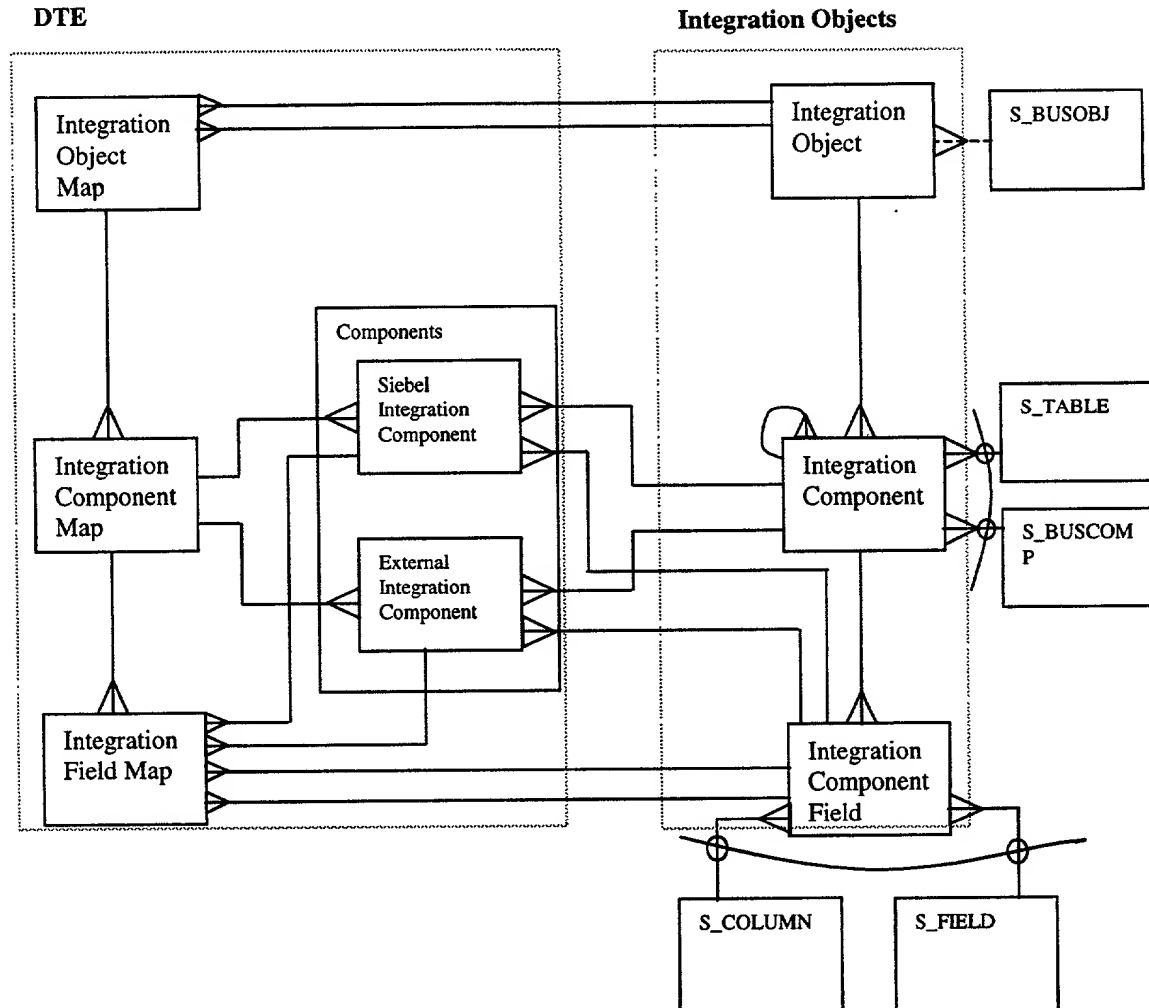 DTE
Integration Objects
Integration
Object
Map
Integration
Object
S_BUSOBJ
Components
Siebel
Integration
Component
S_TABLE
Integration
Component
Map
Integration
Component
S_BUSCOM
P
External
Integration
Component
Integration
Field Map
Integration
Component
Field
S_COLUMN
S_FIELD